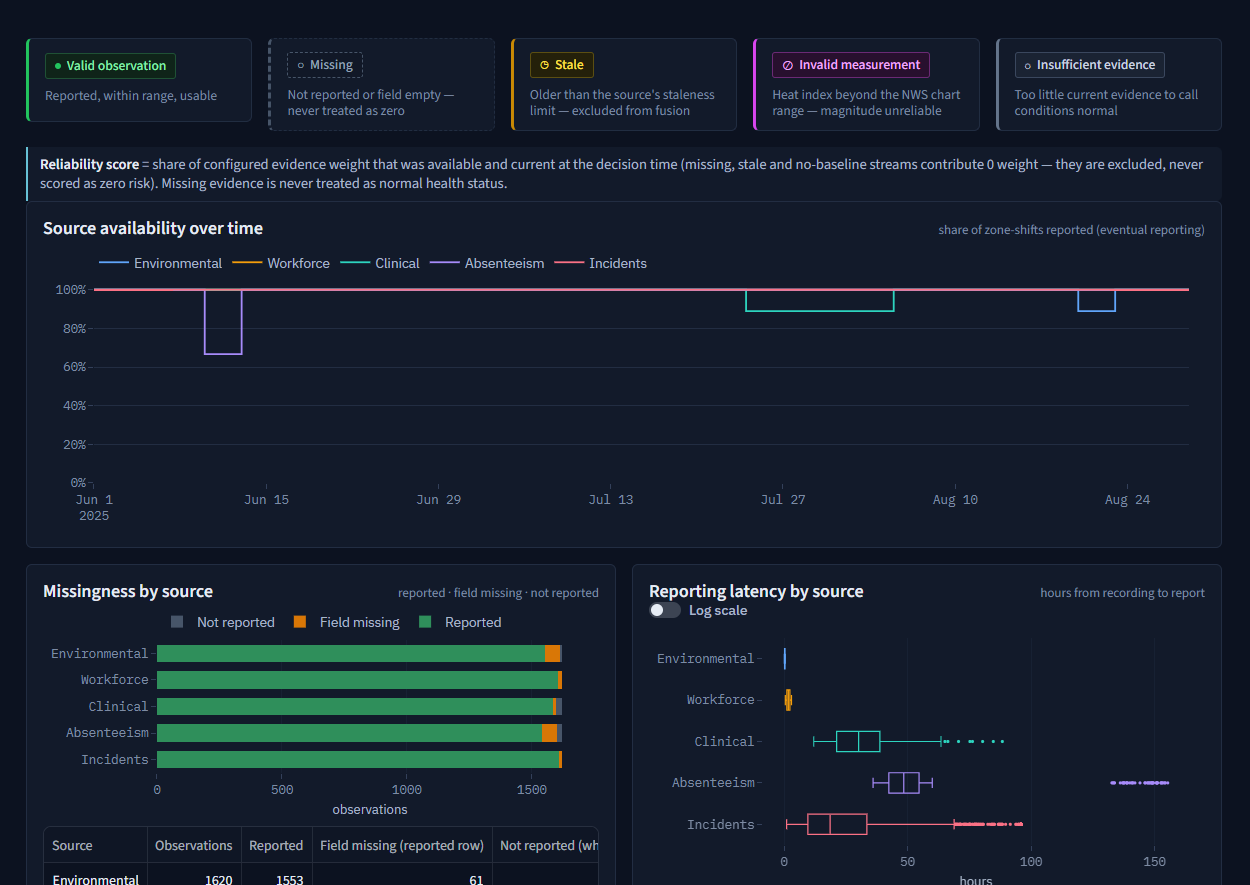 Valid observation
Reported, within range, usable
Missing
Not reported or field empty —
never treated as zero
Stale
Older than the source's staleness
limit — excluded from fusion
Invalid measurement
Heat index beyond the NWS chart
range — magnitude unreliable
Insufficient evidence
Too little current evidence to call
conditions normal
Reliability score = share of configured evidence weight that was available and current at the decision time (missing, stale and no-baseline streams contribute 0 weight — they are excluded, never
scored as zero risk). Missing evidence is never treated as normal health status.
Source availability over time
share of zone-shifts reported (eventual reporting)
Environmental Workforce Clinical Absenteeism Incidents
100%
80%
60%
40%
20%
0%
Jun 1 Jun 15 Jun 29 Jul 13 Jul 27 Aug 10 Aug 24
2025
Missingness by source
reported · field missing · not reported
Not reported Field missing Reported
Environmental
Workforce
Clinical
Absenteeism
Incidents
0 500 1000 1500
observations
Source Observations Reported Field missing (reported row) Not reported (wh
Environmental 1620 1553 61
Reporting latency by source
hours from recording to report
Log scale
Environmental
Workforce
Clinical
Absenteeism
Incidents
0 50 100 150
hours